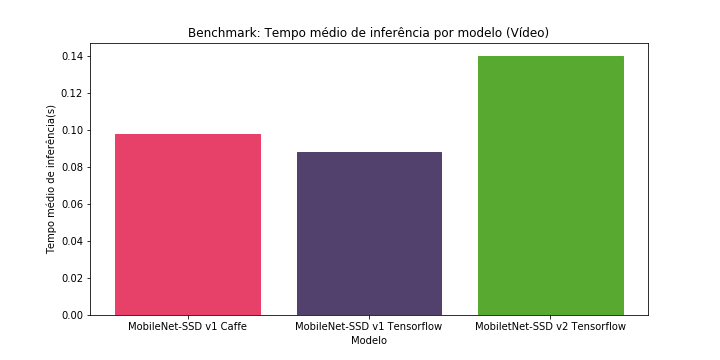 Benchmark: Tempo médio de inferência por modelo (Vídeo)
Tempo médio de inferência(s)
0.14
0.12
0.10
0.08
0.06
0.04
0.02
0.00
MobileNet-SSD v1 Caffe
MobileNet-SSD v1 Tensorflow
MobiletNet-SSD v2 Tensorflow
Modelo